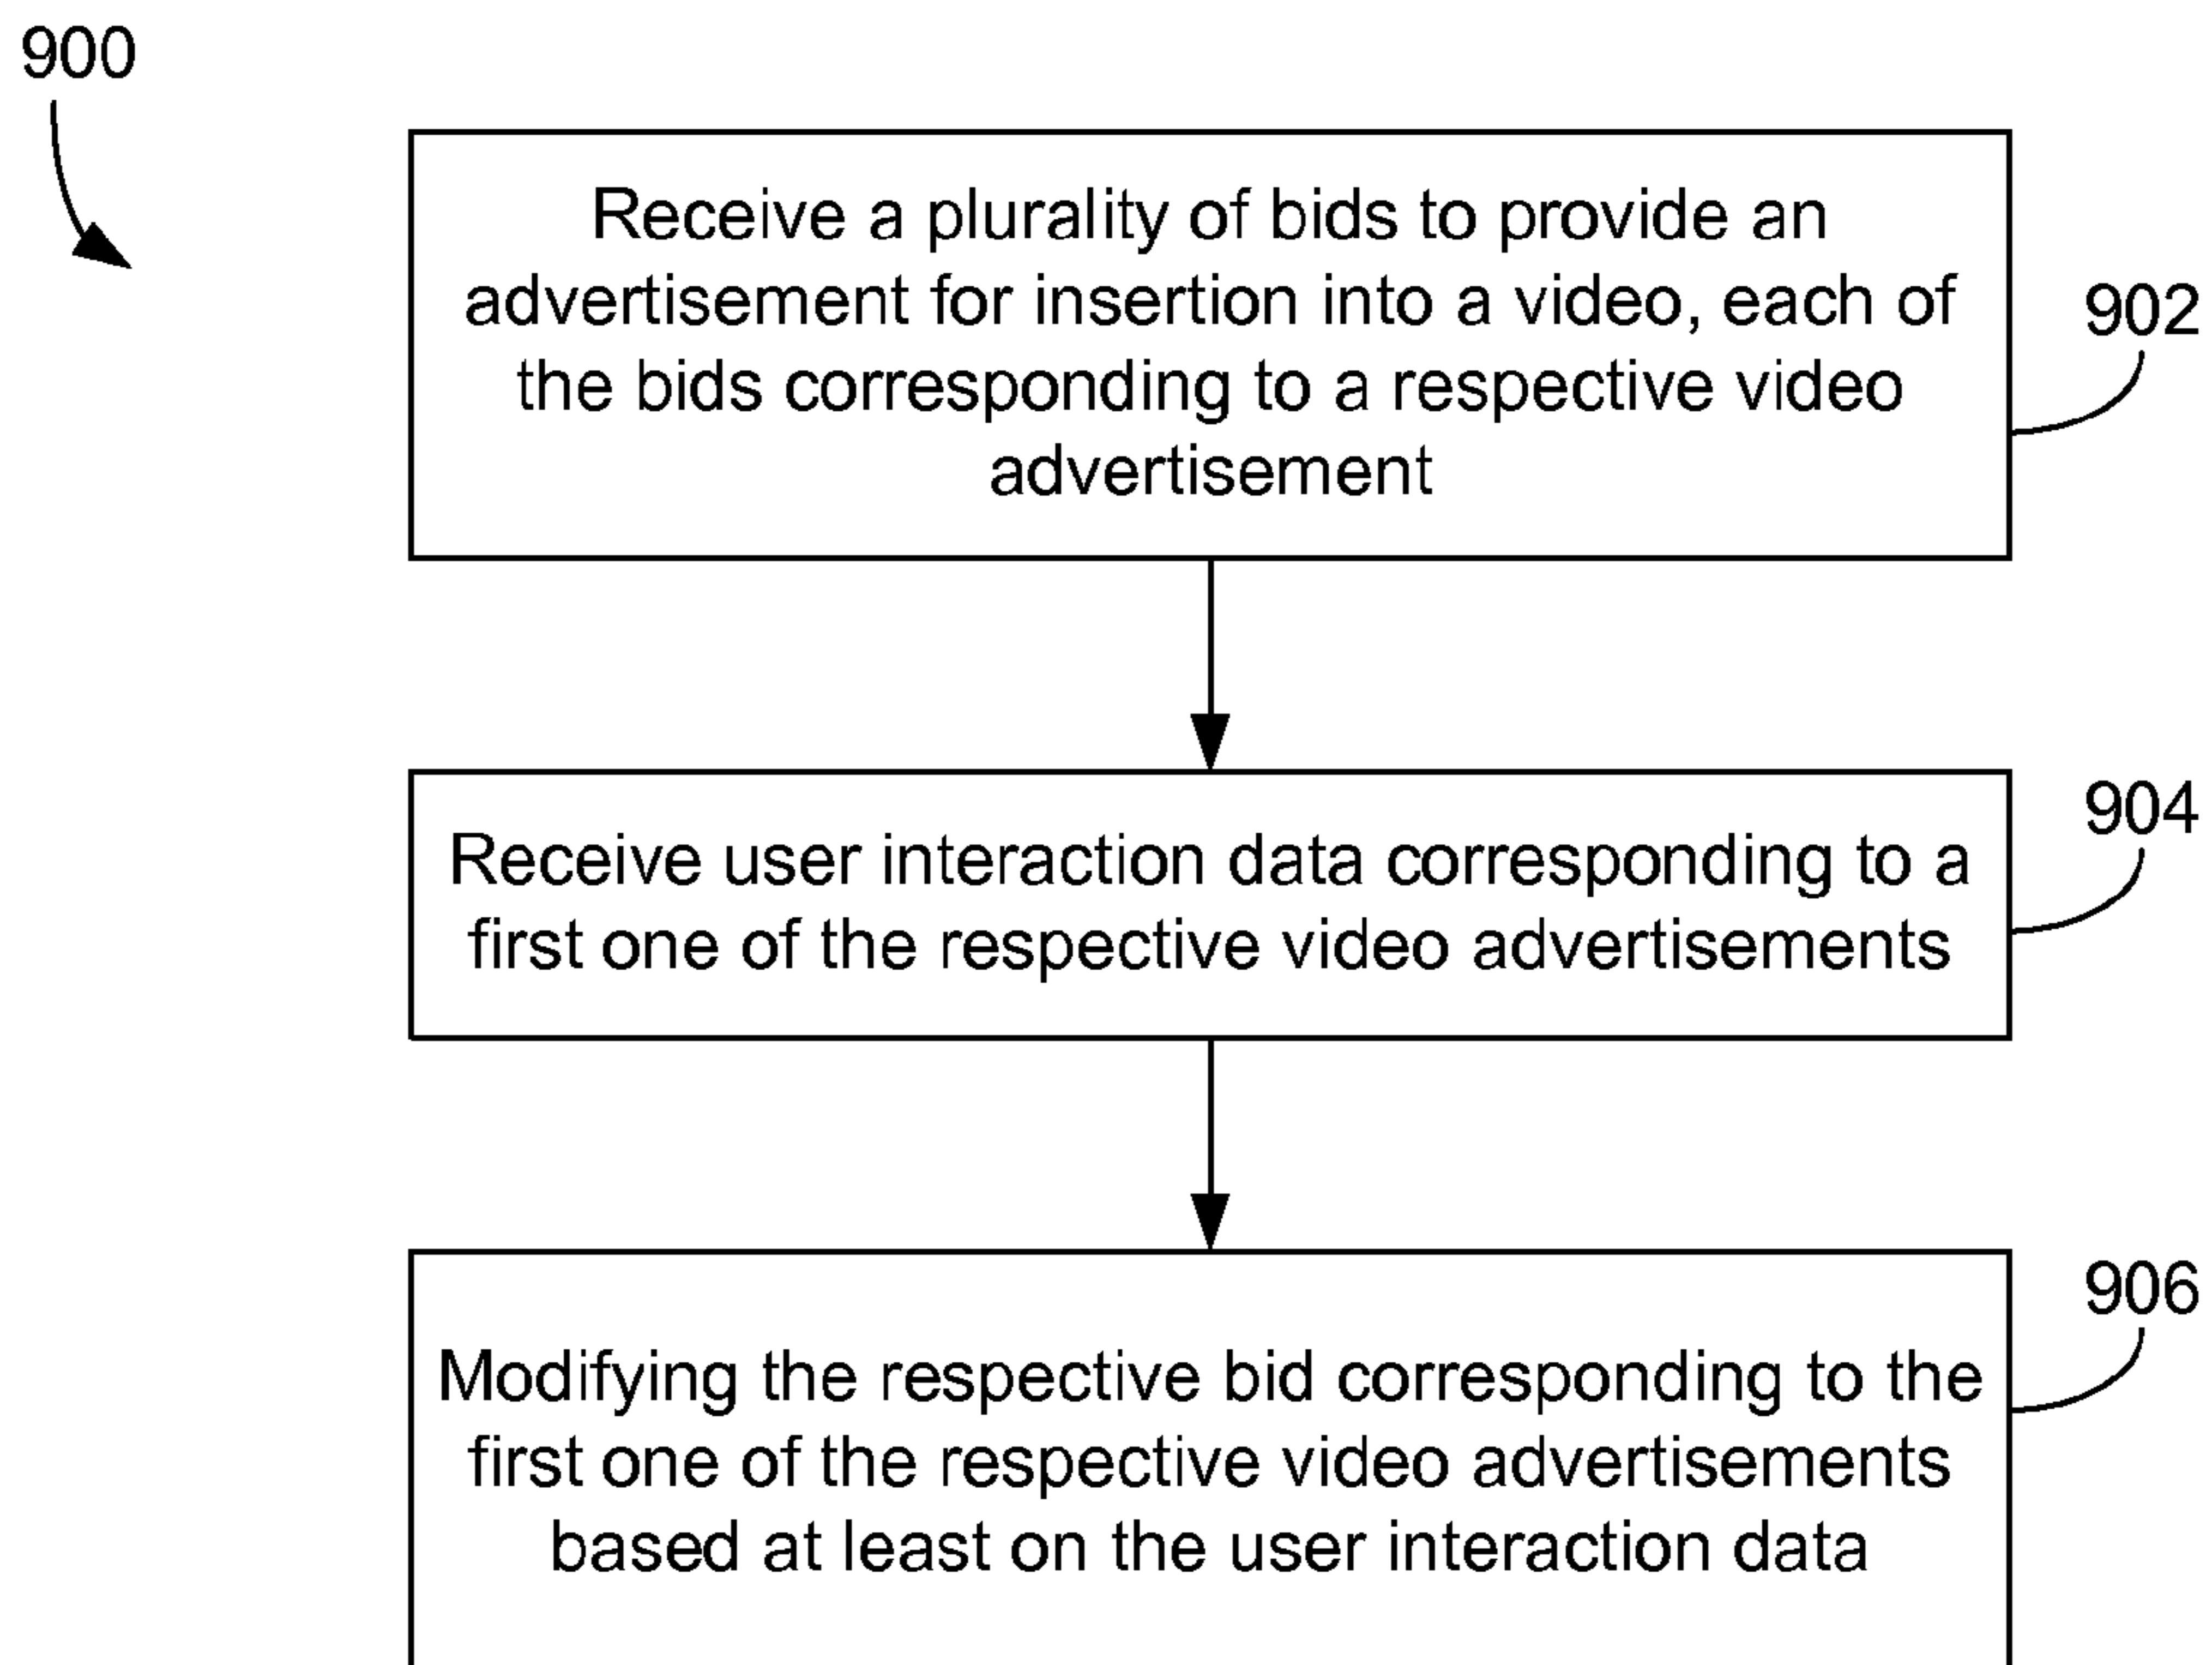 900
Receive a plurality of bids to provide an
advertisement for insertion into a video, each of
the bids corresponding to a respective video
advertisement
902
Receive user interaction data corresponding to a
first one of the respective video advertisements
904
Modifying the respective bid corresponding to the
first one of the respective video advertisements
based at least on the user interaction data
906